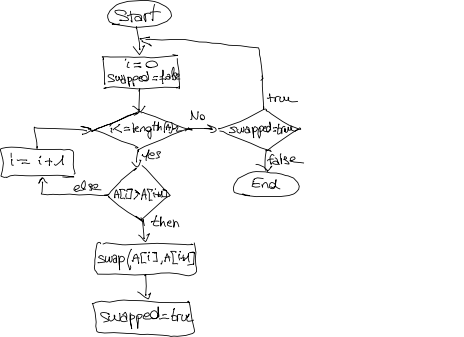 Start
i = 0
swapped = false
i <= length(A)-1
No
swapped = true
true
false
End
yes
i = i + 1
else
A[i] > A[i+1]
then
swap(A[i], A[i+1]
swapped = true